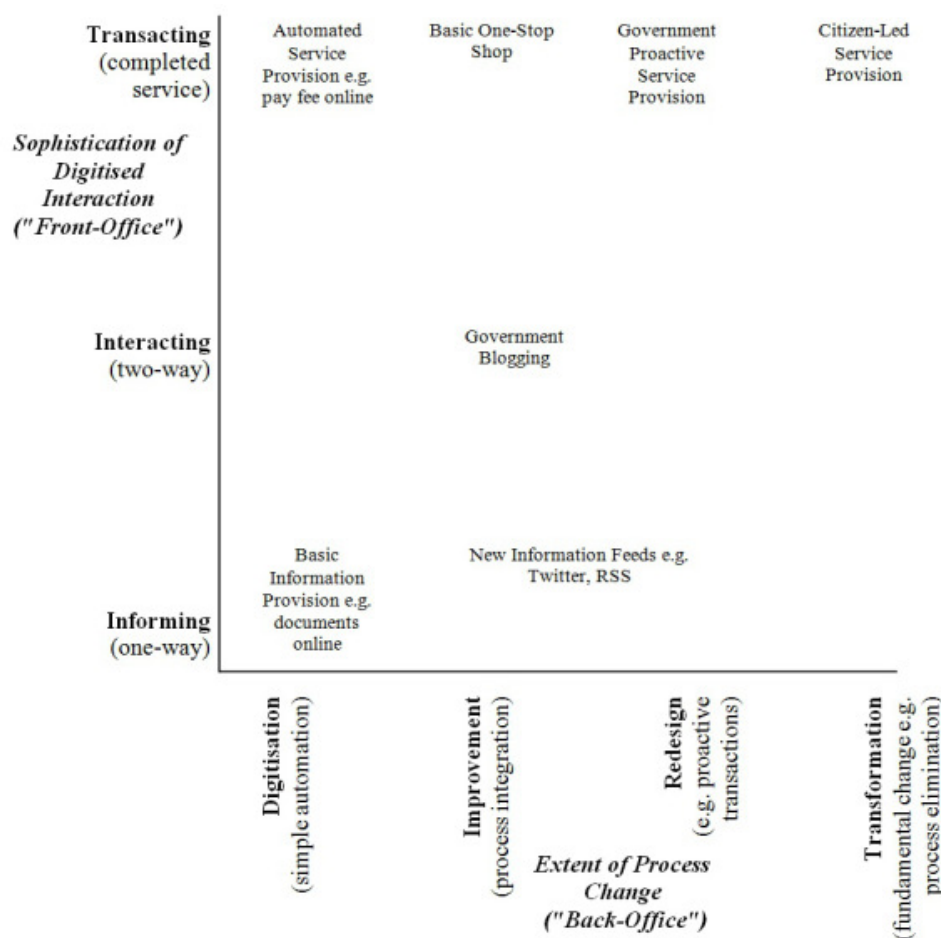 Transacting
(completed
service)
Automated
Service
Provision e.g.
pay fee online
Basic One-Stop
Shop
Government
Proactive
Service
Provision
Citizen-Led
Service
Provision
Sophistication of
Digitised
Interaction
("Front-Office")
Interacting
(two-way)
Government
Blogging
Informing
(one-way)
Basic
Information
Provision e.g.
documents
online
New Information Feeds e.g.
Twitter, RSS
Digitisation
(simple automation)
Improvement
(process integration)
Redesign
(e.g. proactive
transactions)
Transformation
(fundamental change e.g.
process elimination)
Extent of Process
Change
("Back-Office")